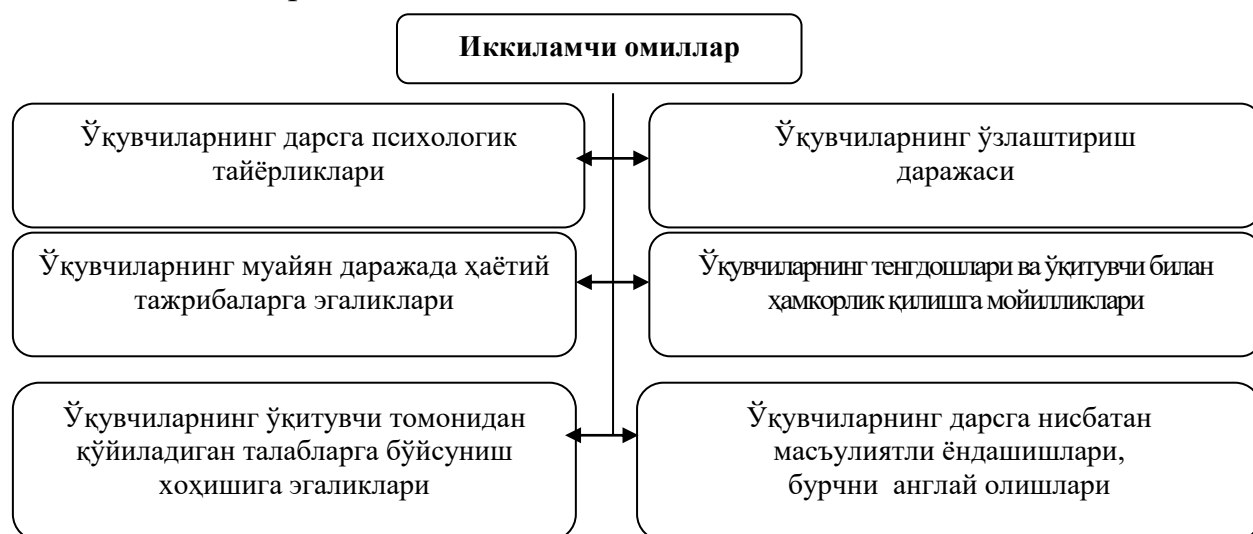 Иккиламчи омиллар
Ўқувчиларнинг дарсга психологик
тайёрликлари
Ўқувчиларнинг ўзлаштириш
даражаси
Ўқувчиларнинг муайян даражада ҳаётий
тажрибаларга эгаликлари
Ўқувчиларнинг тенгдошлари ва ўқитувчи билан
ҳамкорлик қилишга мойилликлари
Ўқувчиларнинг ўқитувчи томонидан
қўйиладиган талабларга бўйсуниш
хоҳишига эгаликлари
Ўқувчиларнинг дарсга нисбатан
масъулиятли ёндашишлари,
бурчни англай олишлари